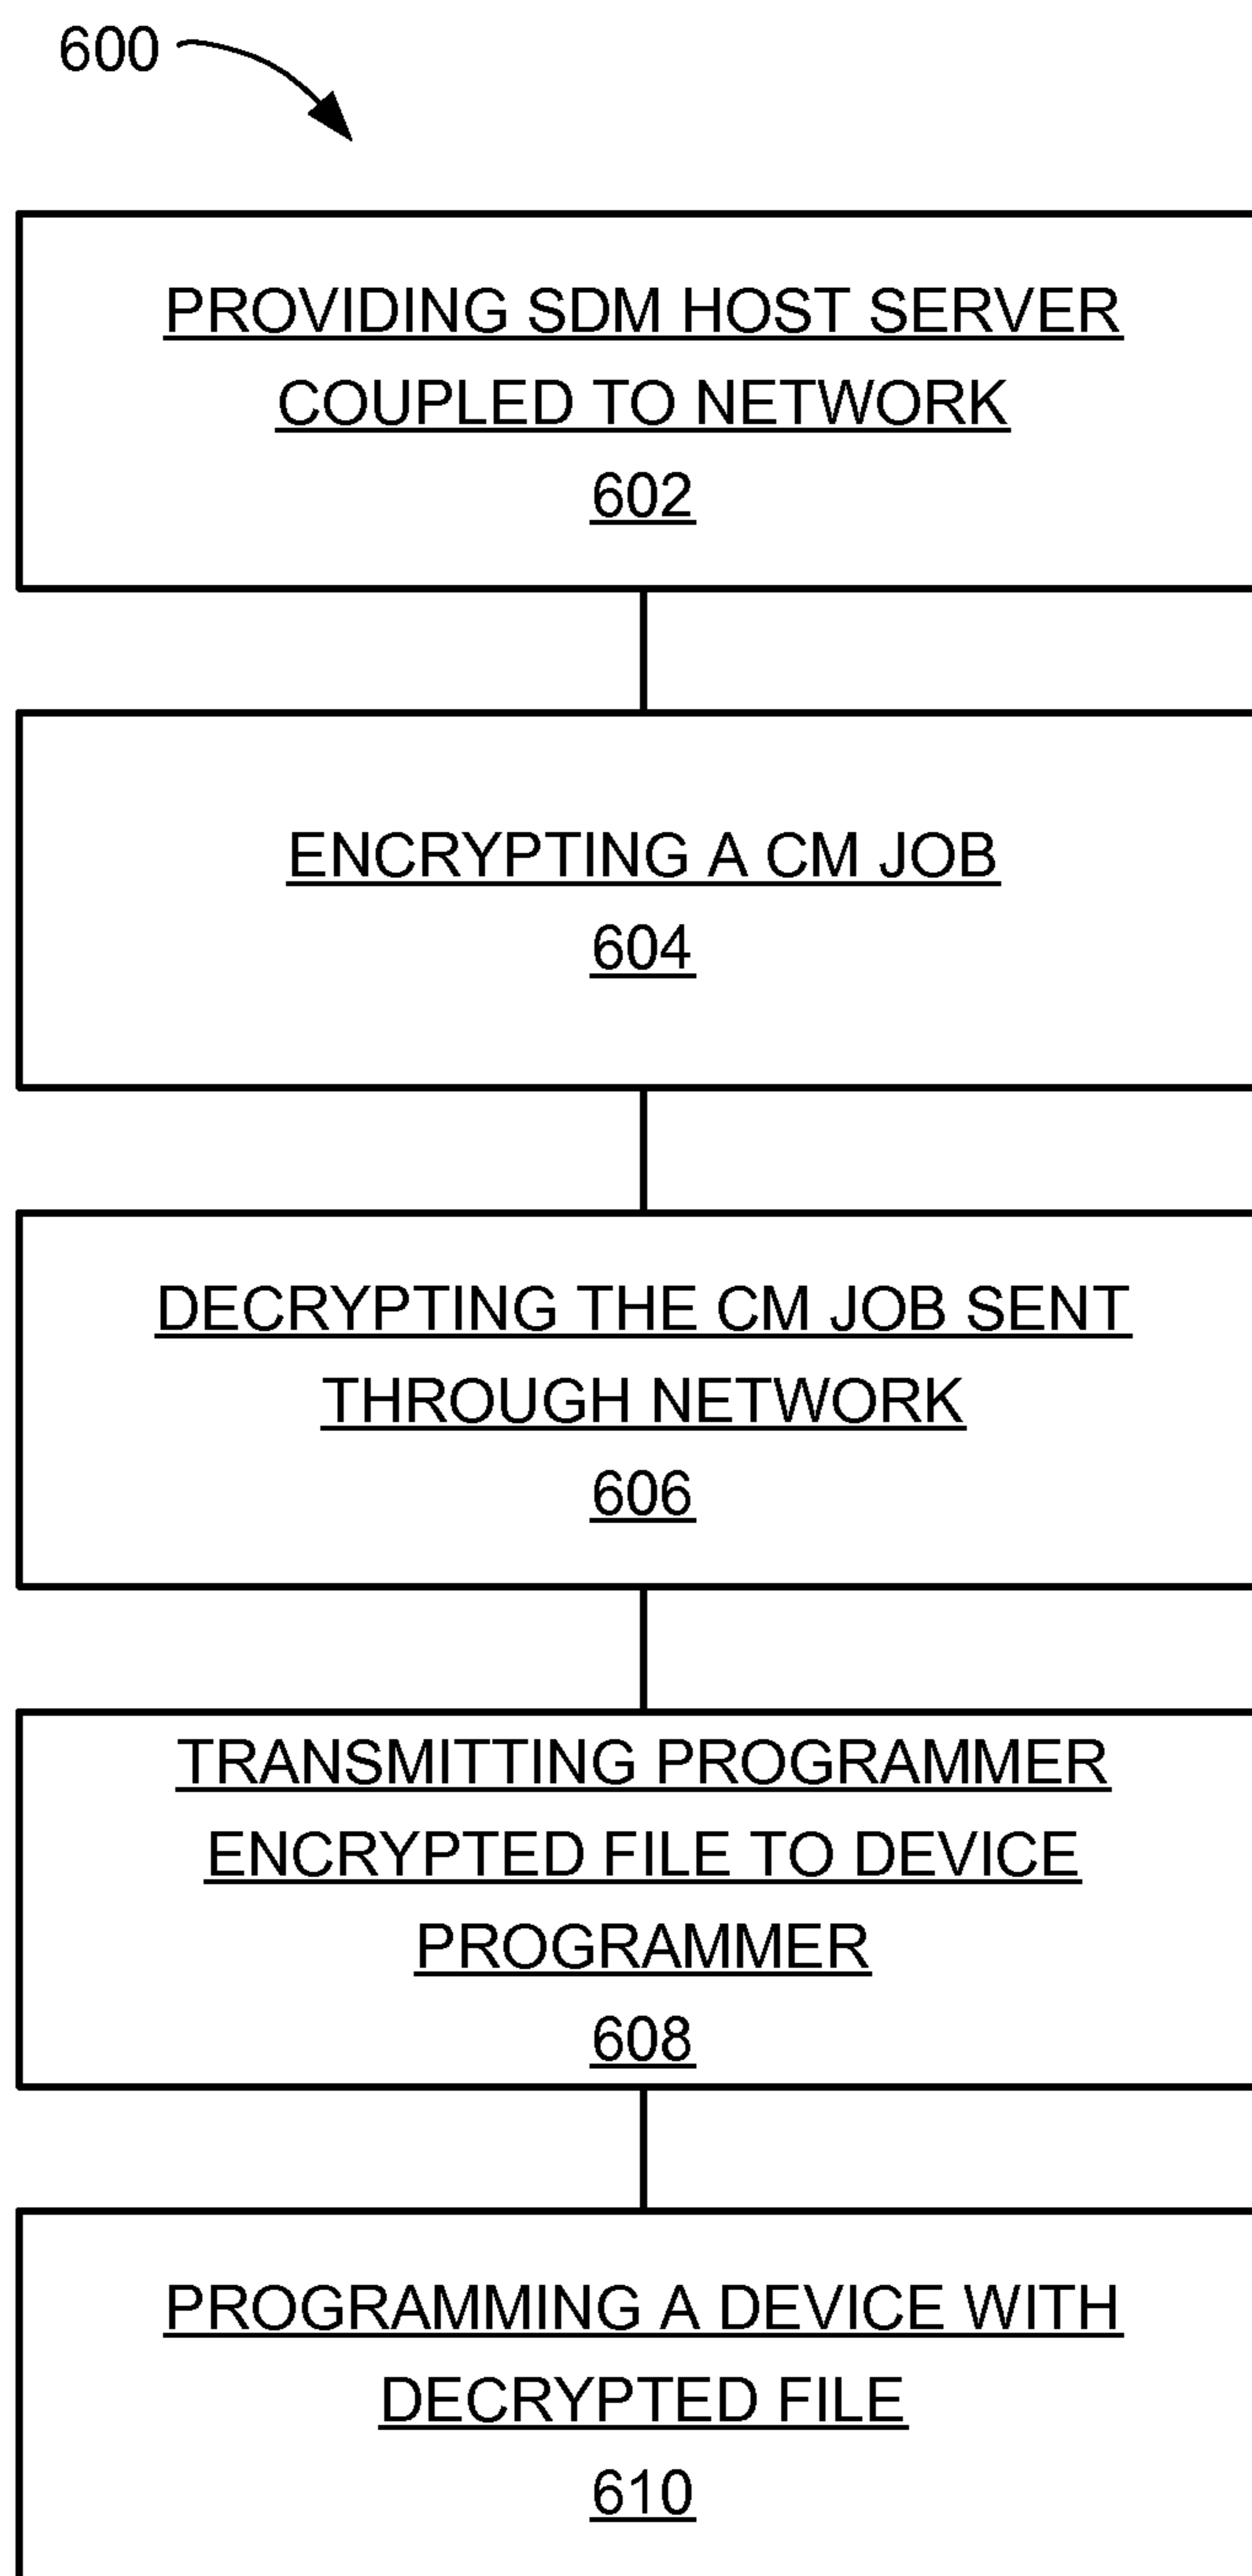 600
PROVIDING SDM HOST SERVER
COUPLED TO NETWORK
602
ENCRYPTING A CM JOB
604
DECRYPTING THE CM JOB SENT
THROUGH NETWORK
606
TRANSMITTING PROGRAMMER
ENCRYPTED FILE TO DEVICE
PROGRAMMER
608
PROGRAMMING A DEVICE WITH
DECRYPTED FILE
610